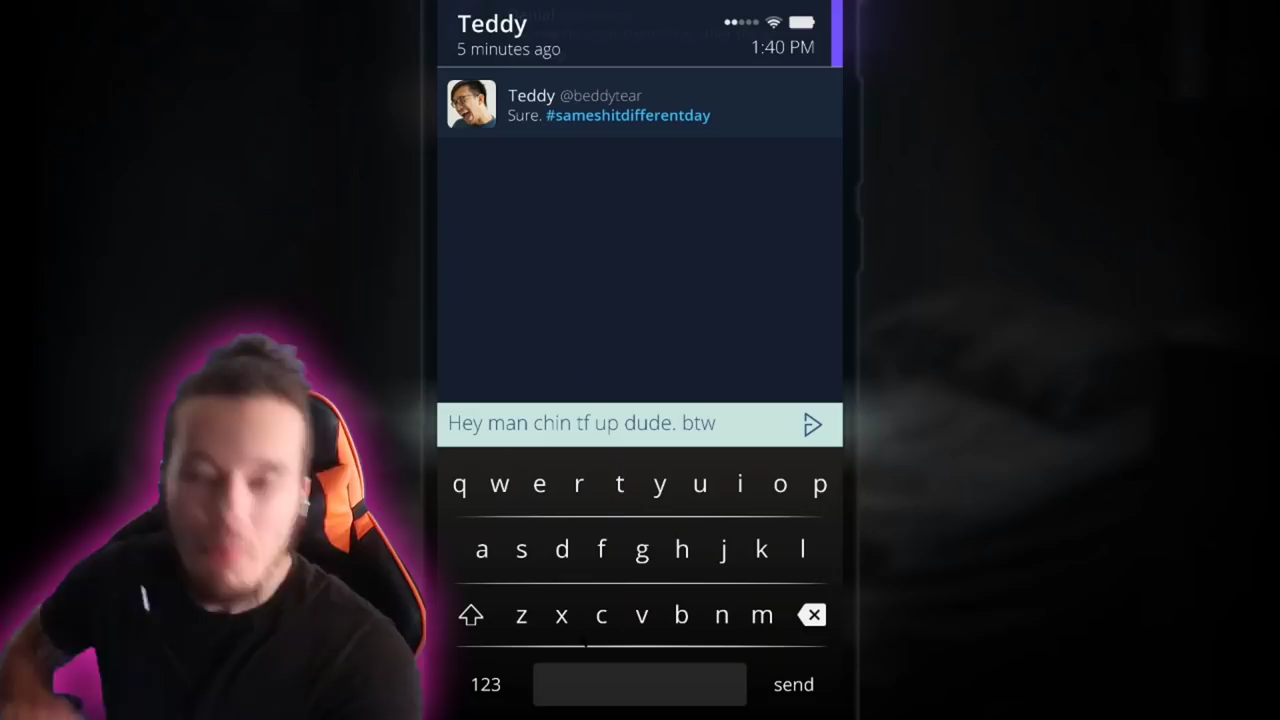 Teddy
5 minutes ago
1:40 PM
Teddy @beddytear
Sure. #sameshitdifferentday
Hey man chin tf up dude. btw
q w e r t y u i o p
a s d f g h j k l
z x c v b n m
123
send